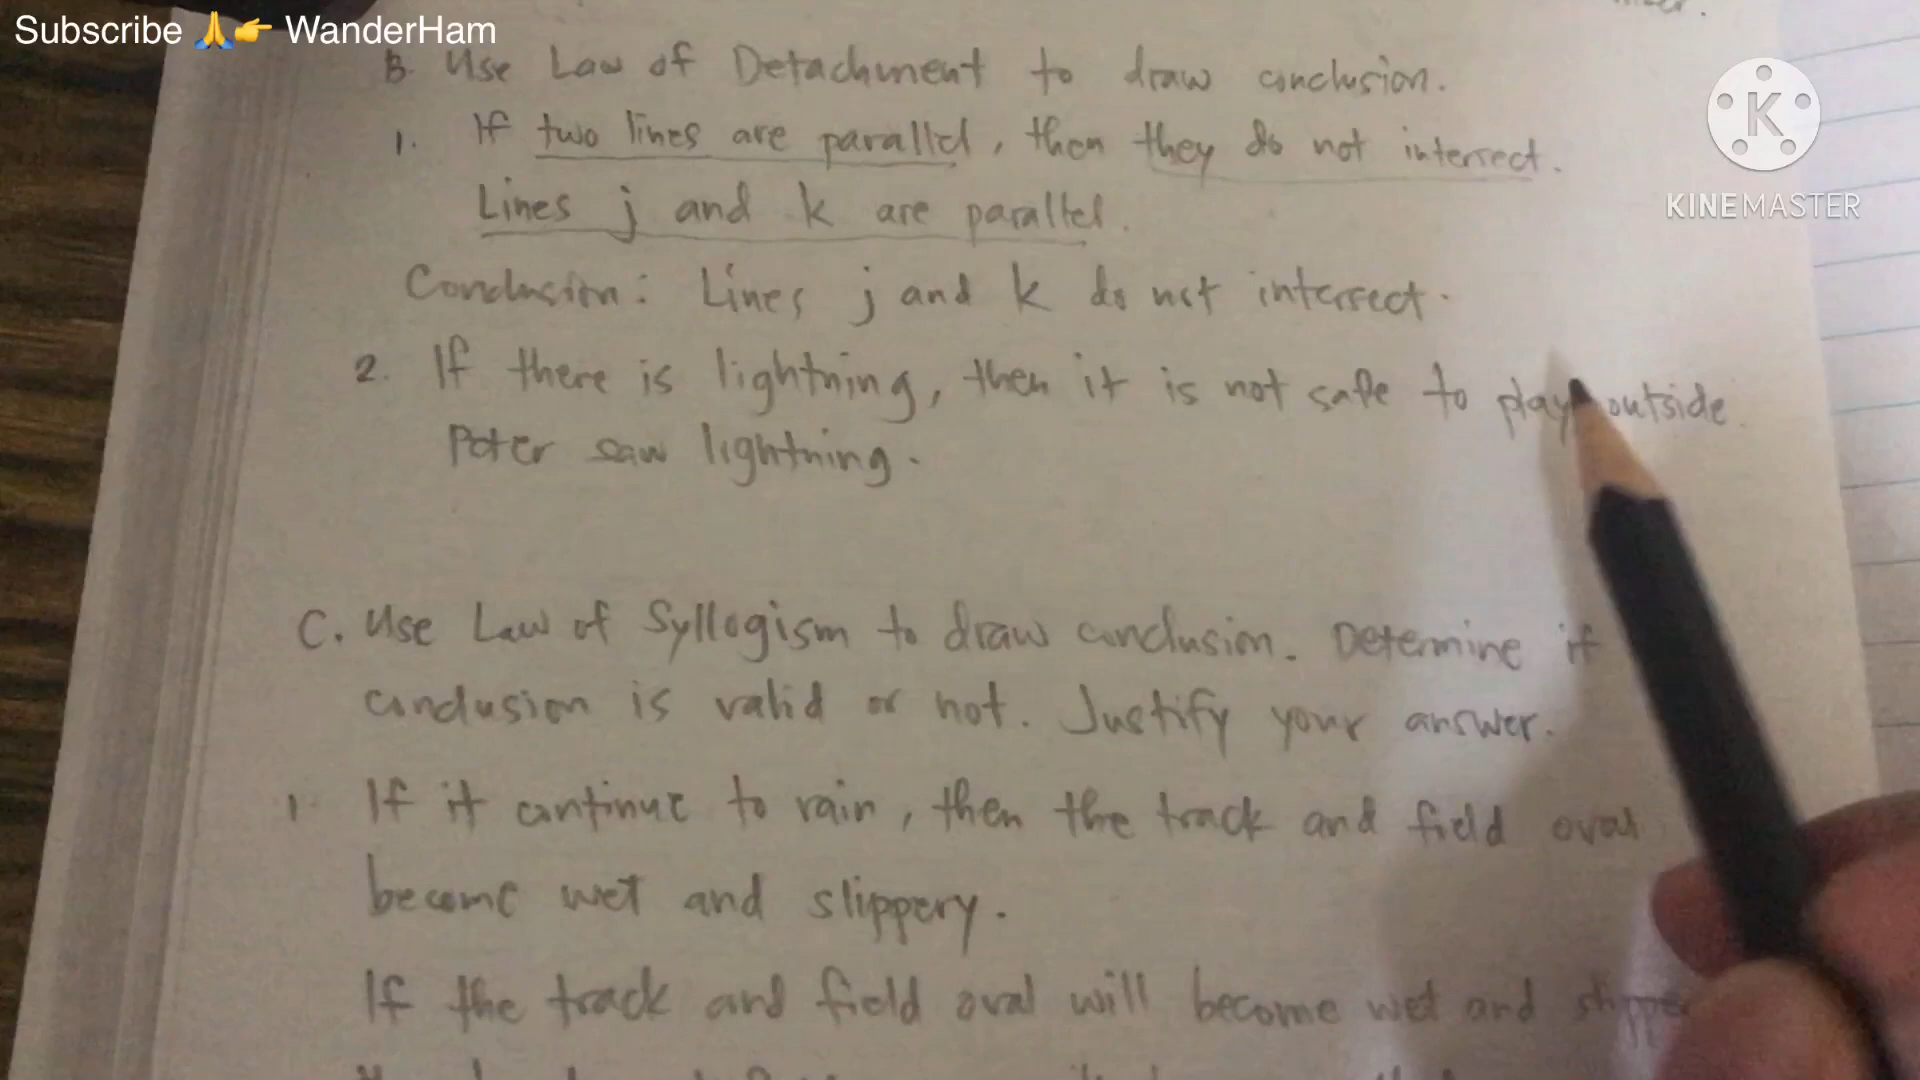 Subscribe 🙏👉 WanderHam
B. Use Law of Detachment to draw conclusion.
1. If two lines are parallel, then they do not intersect.
Lines j and k are parallel.
Conclusion: Lines j and k do not intersect.
2. If there is lightning, then it is not safe to play outside.
Peter saw lightning.
C. Use Law of Syllogism to draw conclusion. Determine if
conclusion is valid or not. Justify your answer.
1. If it continue to rain, then the track and field oval
become wet and slippery.
If the track and field oval will become wet and slippe
K
KINEMASTER